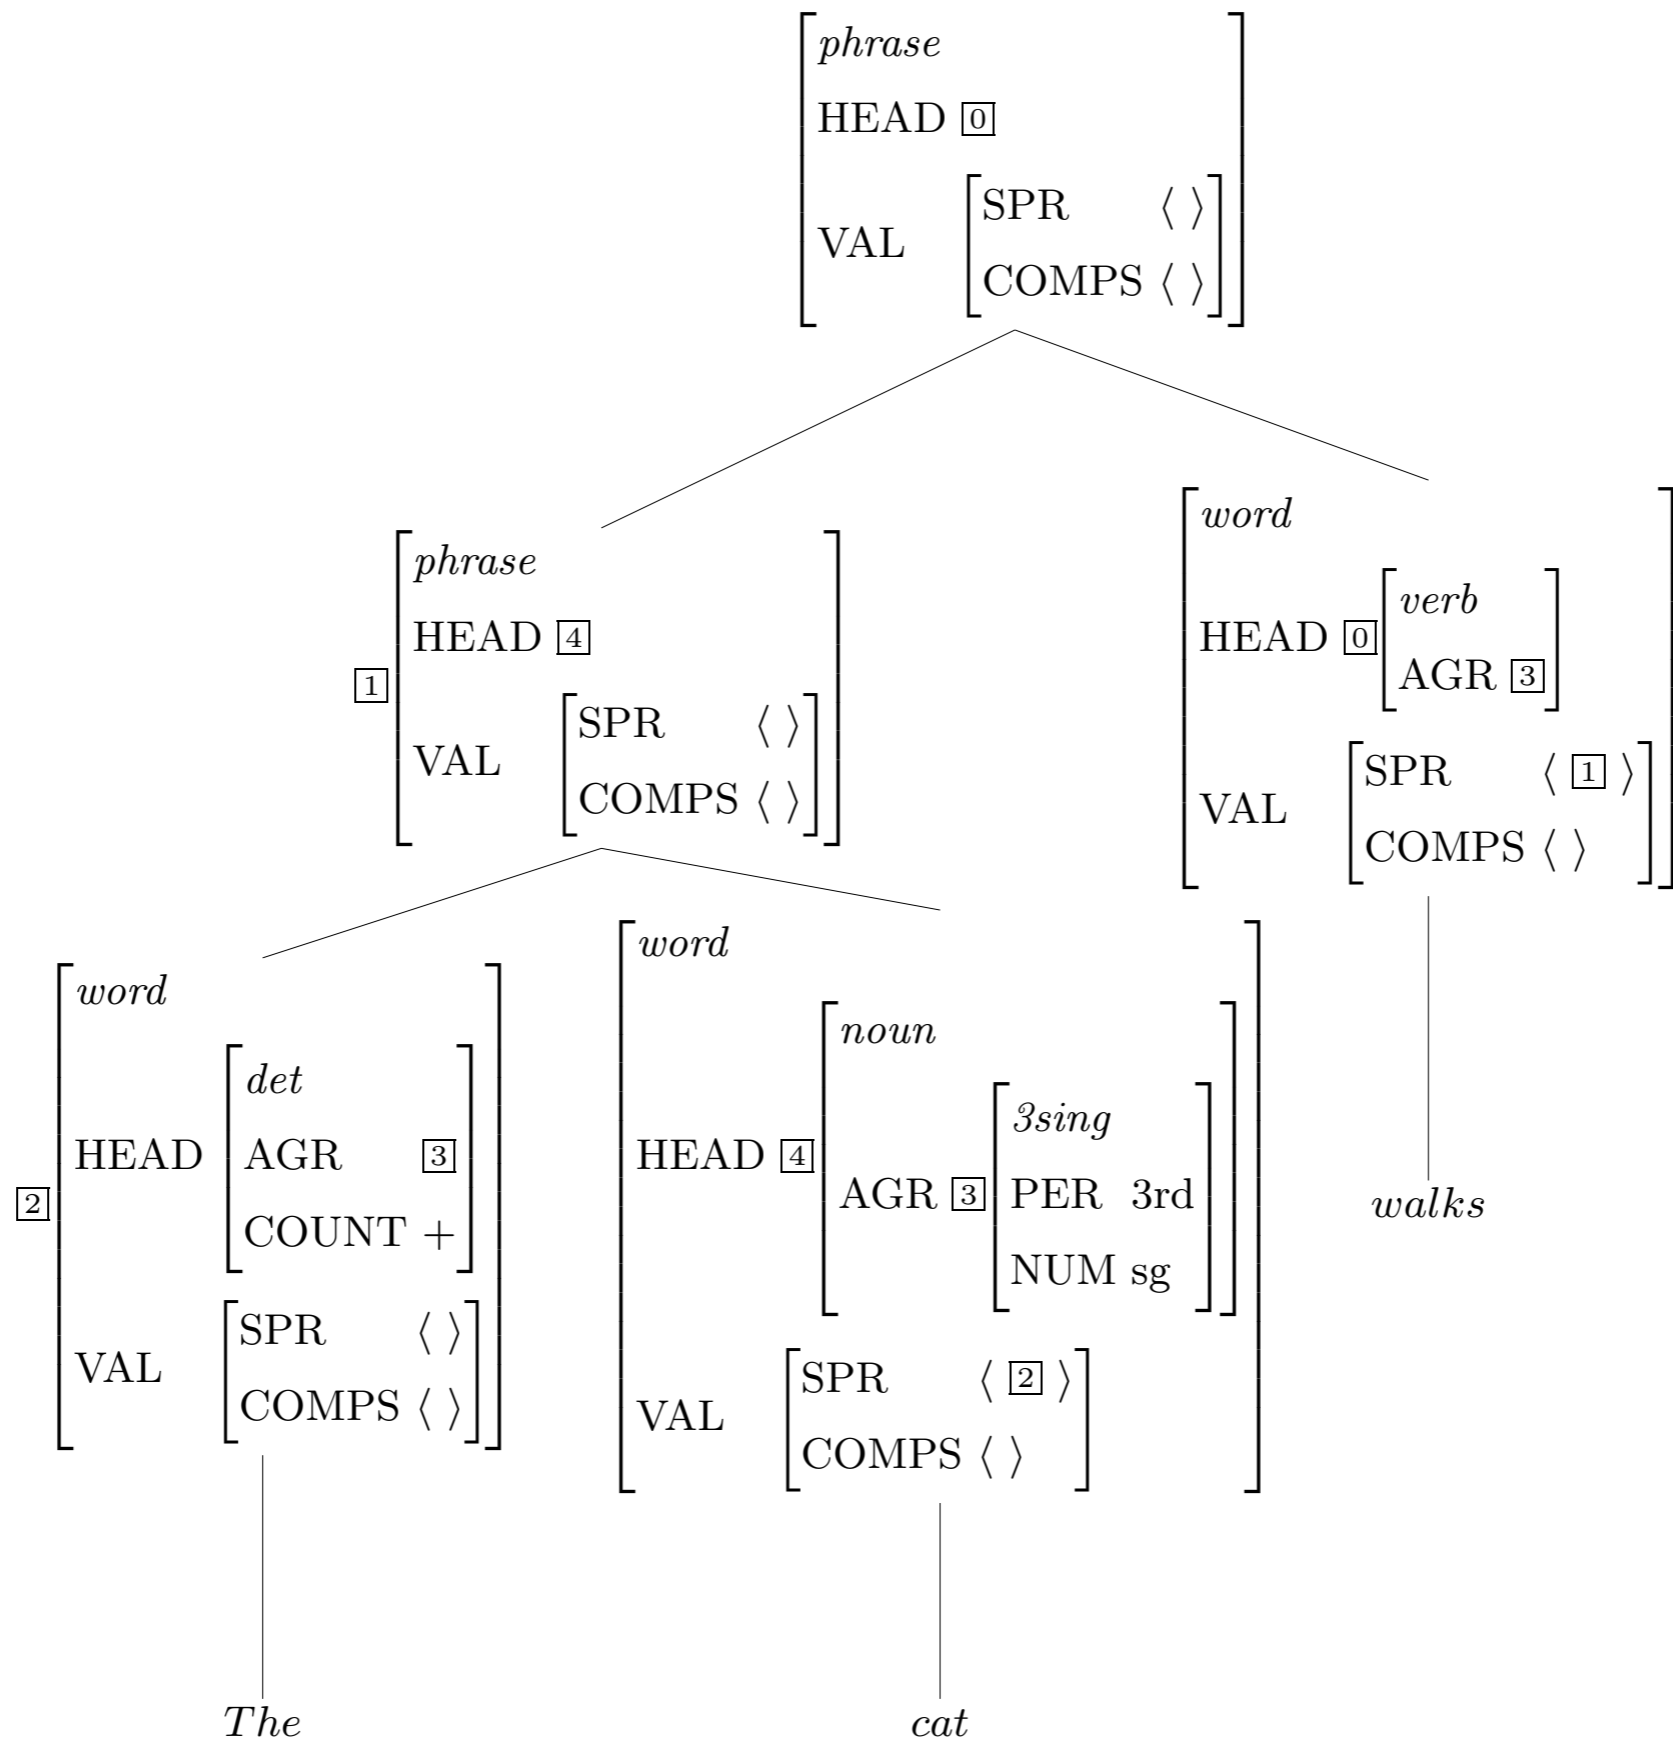 phrase
HEAD 0
VAL SPR ⟨ ⟩
COMPS ⟨ ⟩
1
phrase
HEAD 4
VAL SPR ⟨ ⟩
COMPS ⟨ ⟩
word
HEAD 0 verb
AGR 3
VAL SPR ⟨ 1 ⟩
COMPS ⟨ ⟩
walks
2
word
HEAD det
AGR 3
COUNT +
VAL SPR ⟨ ⟩
COMPS ⟨ ⟩
The
word
HEAD 4 noun
AGR 3 3sing
PER 3rd
NUM sg
VAL SPR ⟨ 2 ⟩
COMPS ⟨ ⟩
cat